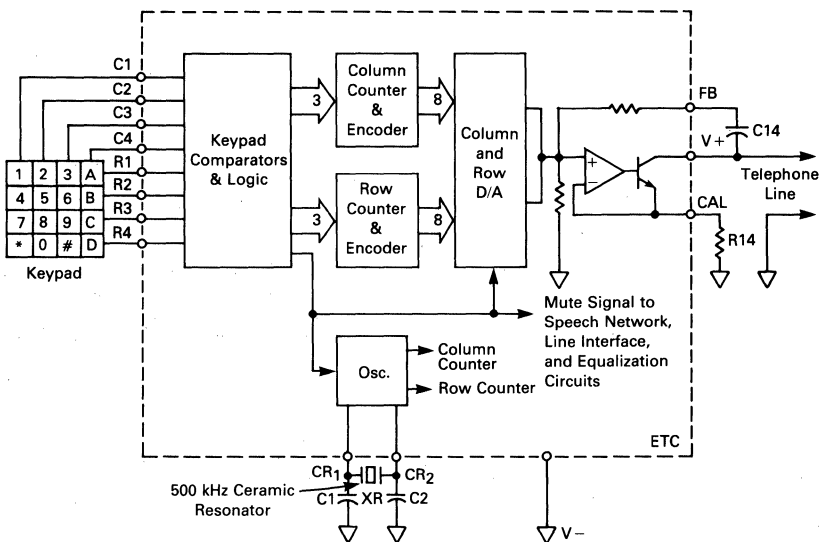 C1
C2
C3
C4
R1
R2
R3
R4
1 2 3 A
4 5 6 B
7 8 9 C
* 0 # D
Keypad
Keypad
Comparators
& Logic
3
Column
Counter
&
Encoder
8
3
Row
Counter
&
Encoder
8
Column
and
Row
D/A
+
−
FB
C14
V+
Telephone
Line
CAL
R14
Mute Signal to
Speech Network,
Line Interface,
and Equalization
Circuits
Osc.
Column
Counter
Row Counter
ETC
CR1
CR2
500 kHz Ceramic
Resonator
C1
XR
C2
V−